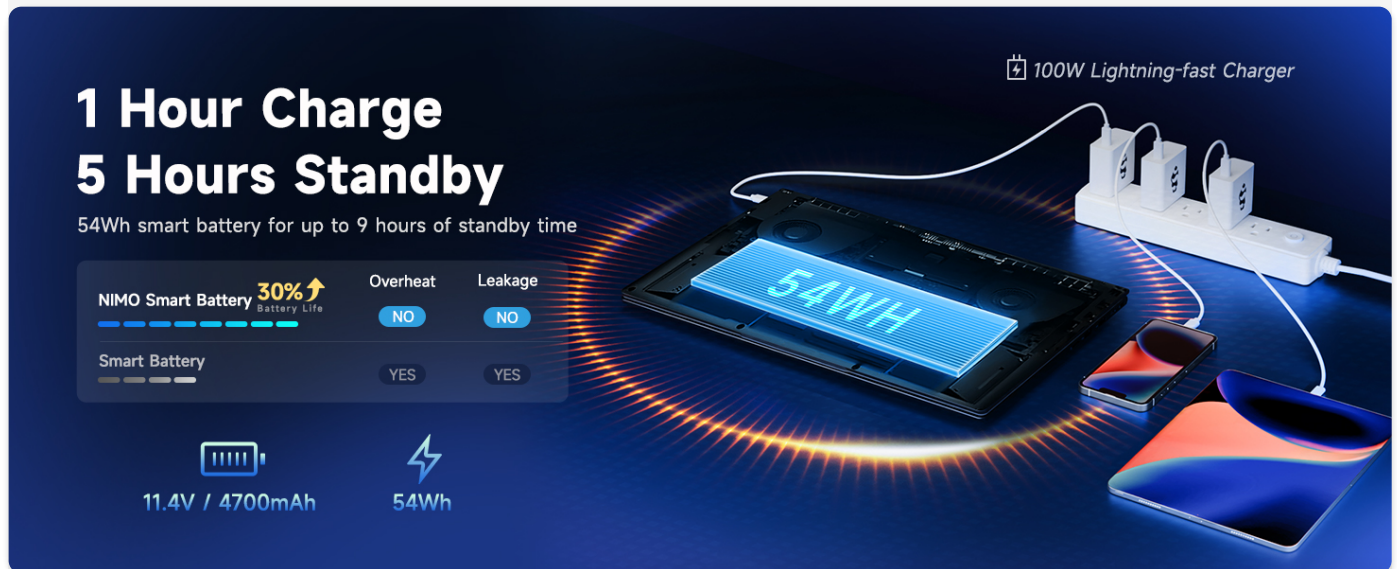 100W Lightning-fast Charger
1 Hour Charge
5 Hours Standby
54Wh smart battery for up to 9 hours of standby time
Overheat Leakage
NIMO Smart Battery 30%
Battery Life
NO NO
Smart Battery
YES YES
54WH
11.4V / 4700mAh 54Wh